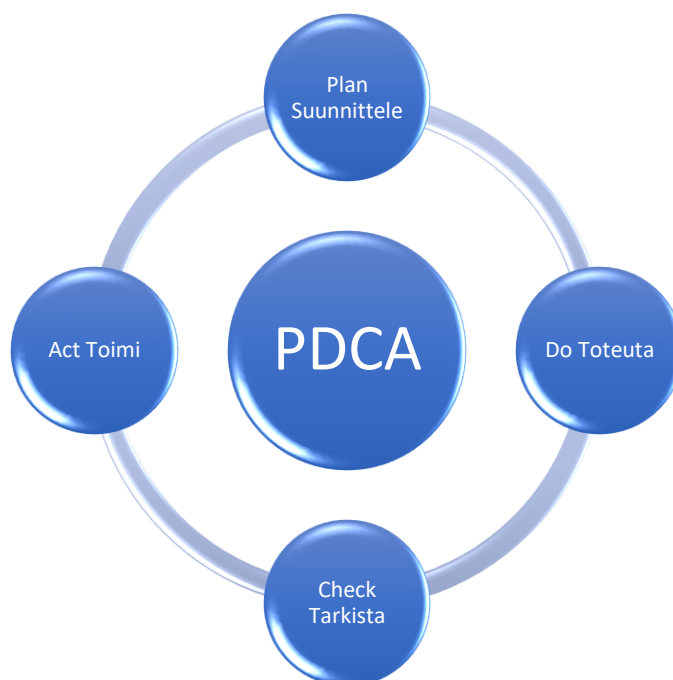 Plan
Suunnittele
Act Toimi
PDCA
Do Toteuta
Check
Tarkista